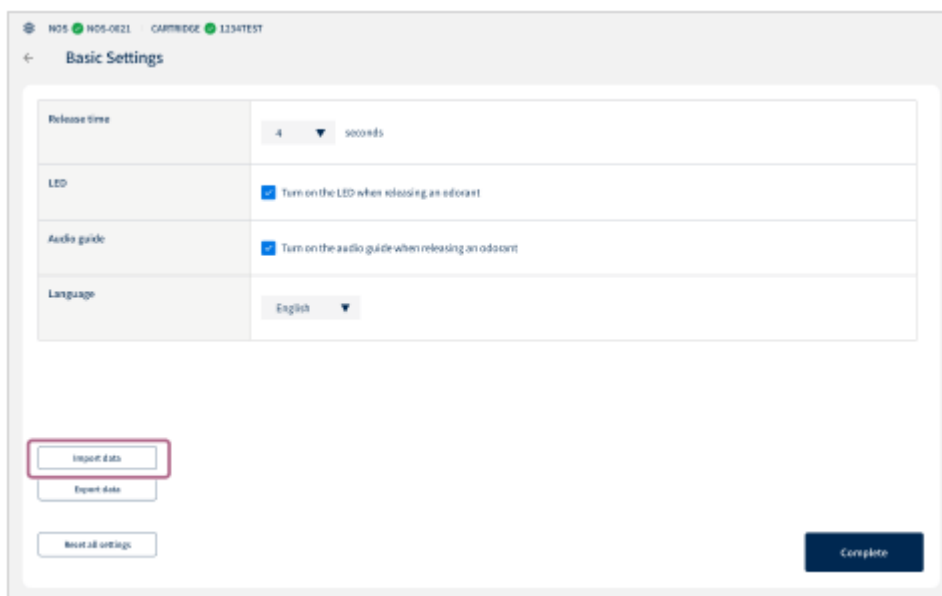 NOS NOS-0021 CARTRIDGE 1234TEST
← Basic Settings
Release time
4 ▼ seconds
LED
Turn on the LED when releasing an odorant
Audio guide
Turn on the audio guide when releasing an odorant
Language
English ▼
Import data
Export data
Reset all settings
Complete